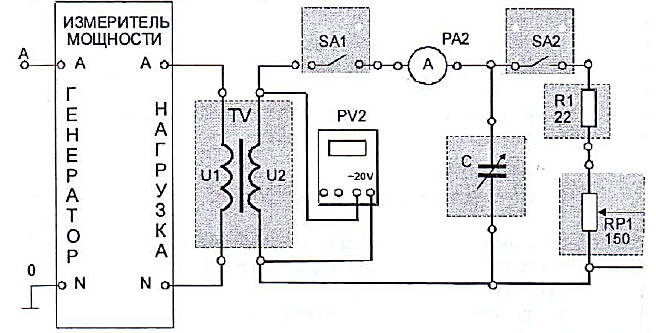 ИЗМЕРИТЕЛЬ
МОЩНОСТИ
A
A
A
ГЕНЕРАТОР
НАГРУЗКА
0
N
N
TV
U1
U2
SA1
PV2
~20V
A
PA2
C
SA2
R1
22
RP1
150